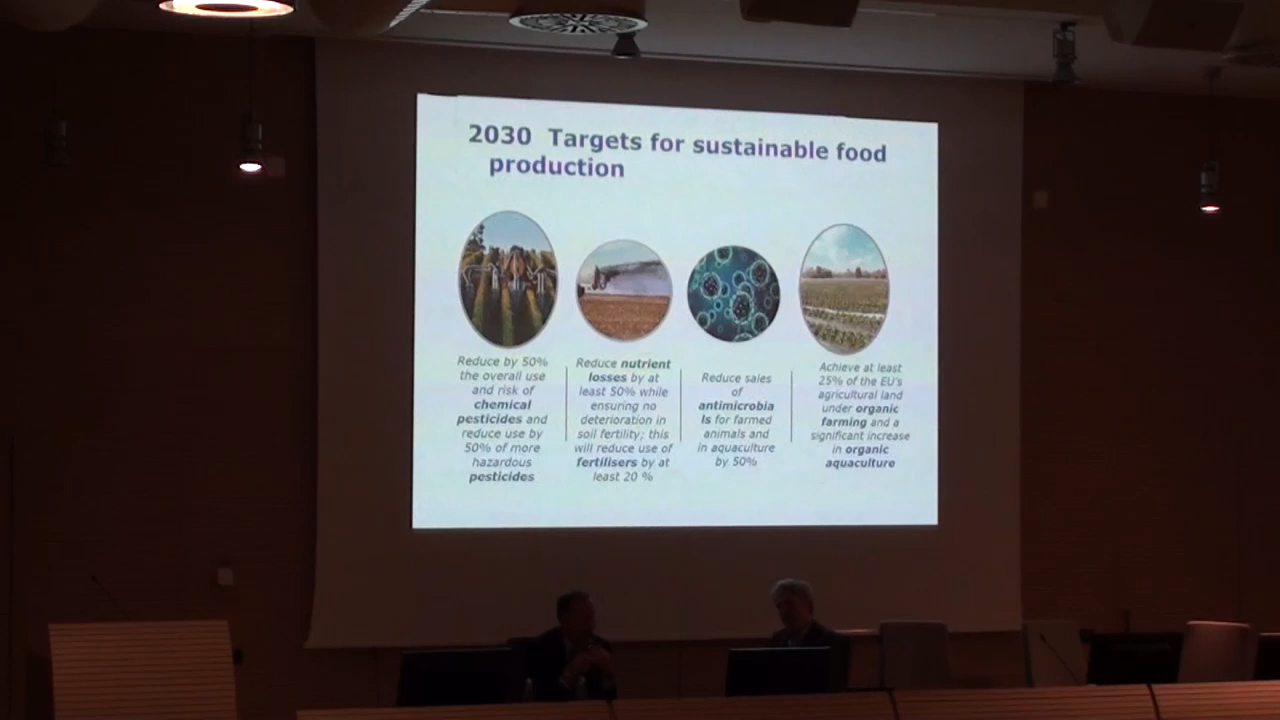 2030 Targets for sustainable food
production
Reduce by 50%
the overall use
and risk of
chemical
pesticides and
reduce use by
50% of more
hazardous
pesticides
Reduce nutrient
losses by at
least 50% while
ensuring no
deterioration in
soil fertility; this
will reduce use of
fertilisers by at
least 20 %
Reduce sales
of
antimicrobia
ls for farmed
animals and
in aquaculture
by 50%
Achieve at least
25% of the EU's
agricultural land
under organic
farming and a
significant increase
in organic
aquaculture